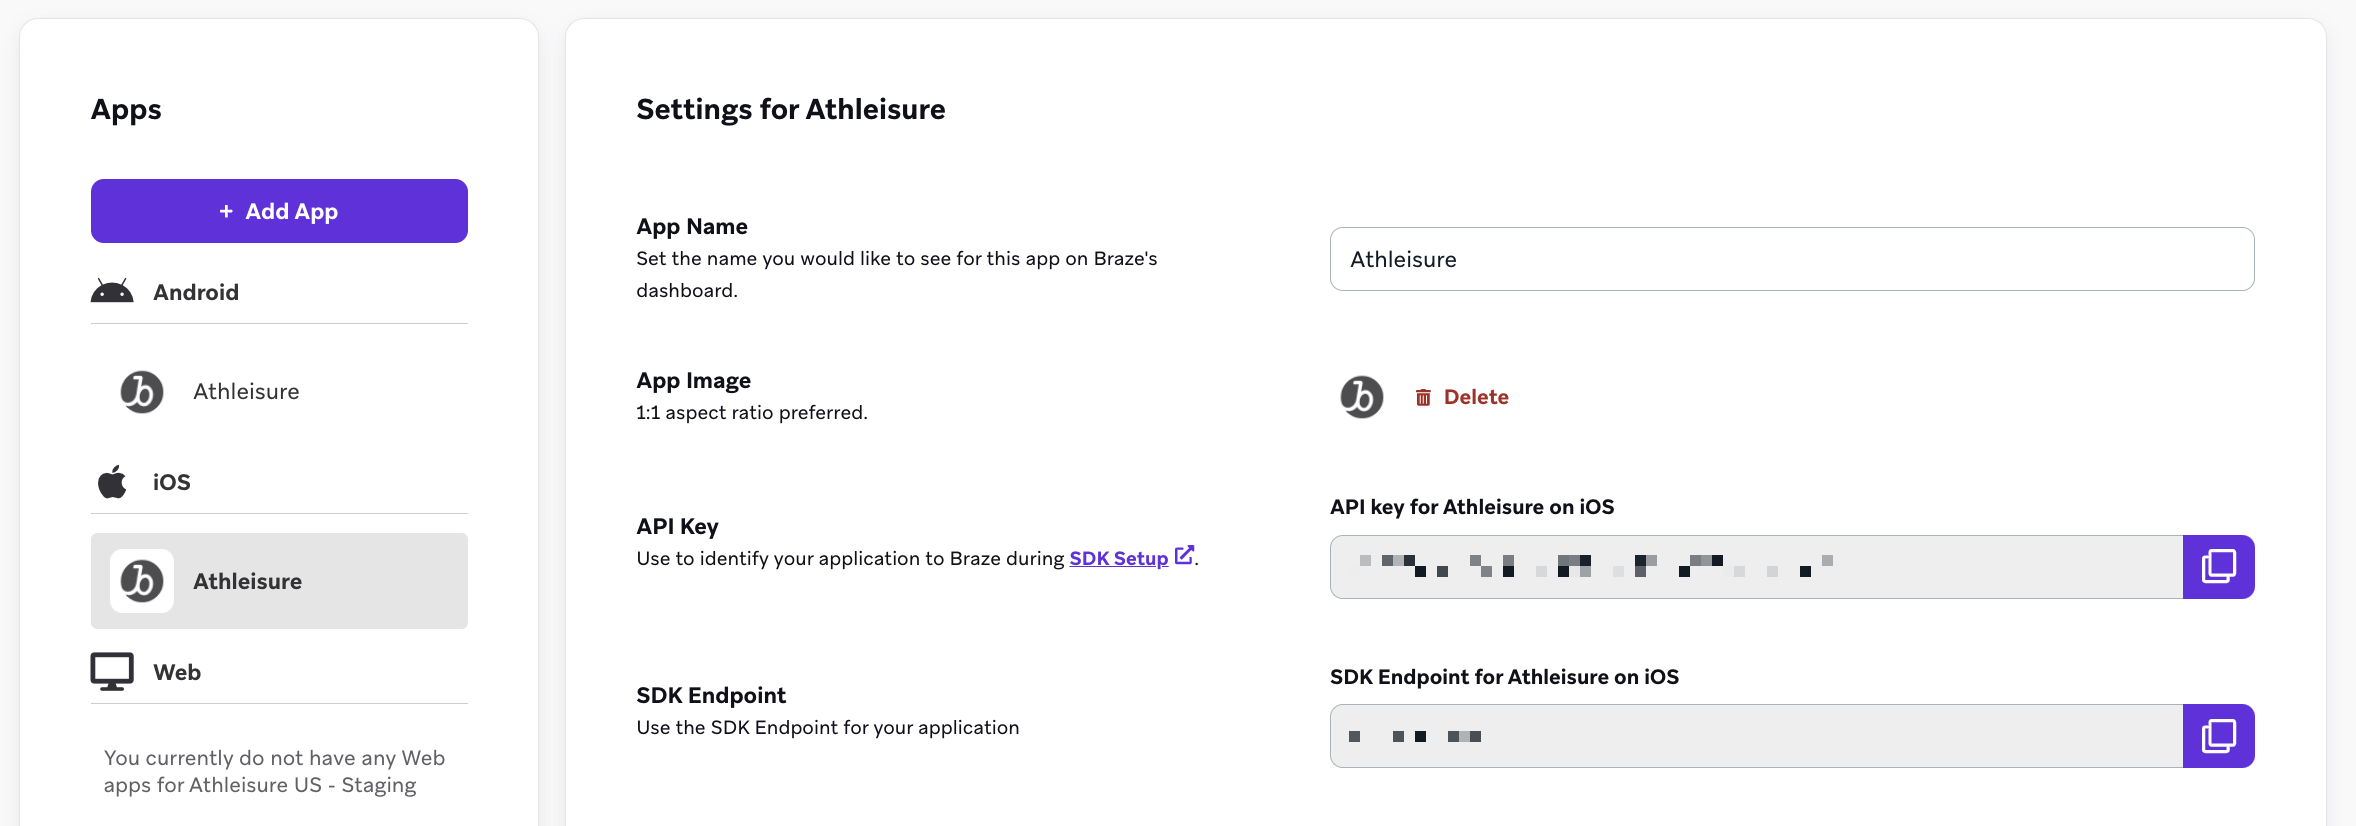 Apps
+ Add App
Android
Athleisure
iOS
Athleisure
Web
You currently do not have any Web
apps for Athleisure US - Staging
Settings for Athleisure
App Name
Set the name you would like to see for this app on Braze's
dashboard.
Athleisure
App Image
1:1 aspect ratio preferred.
Delete
API Key
Use to identify your application to Braze during SDK Setup.
API key for Athleisure on iOS
SDK Endpoint
Use the SDK Endpoint for your application
SDK Endpoint for Athleisure on iOS